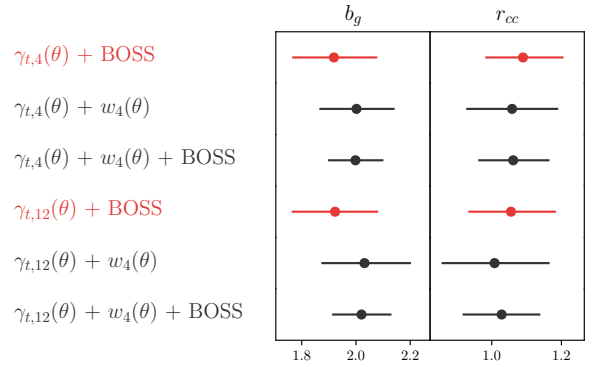 b_g r_cc
γ_{t,4}(θ) + BOSS
γ_{t,4}(θ) + w_4(θ)
γ_{t,4}(θ) + w_4(θ) + BOSS
γ_{t,12}(θ) + BOSS
γ_{t,12}(θ) + w_4(θ)
γ_{t,12}(θ) + w_4(θ) + BOSS
1.8 2.0 2.2 1.0 1.2